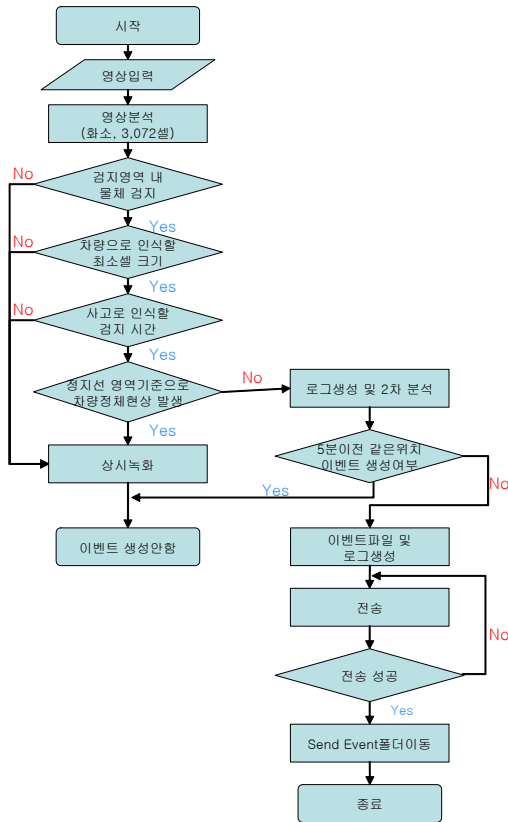 시작
영상입력
영상분석
(화소, 3,072셀)
No
검지영역 내
물체 검지
Yes
No
차량으로 인식할
최소셀 크기
Yes
No
사고로 인식할
검지 시간
Yes
정지선 영역기준으로
차량정체현상 발생
No
로그생성 및 2차 분석
Yes
상시녹화
5분이전 같은위치
이벤트 생성여부
Yes
No
이벤트 생성안함
이벤트파일 및
로그생성
전송
No
전송 성공
Yes
Send Event폴더이동
종료